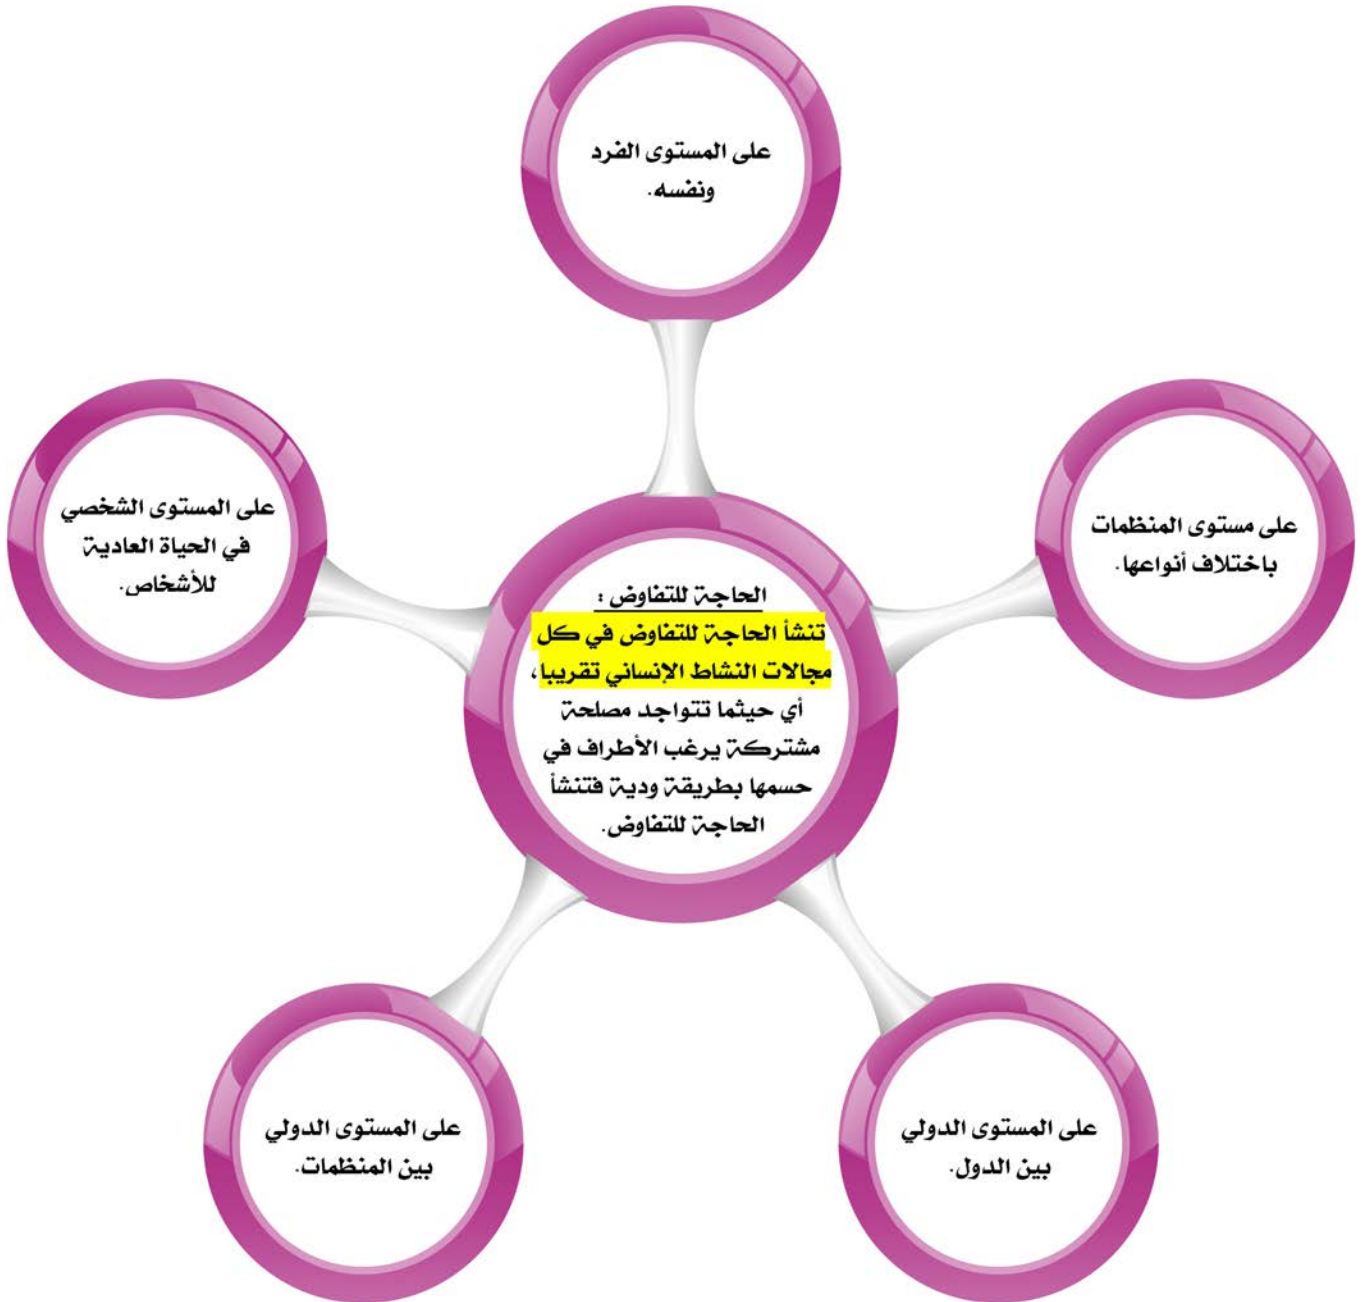 على المستوى الفرد
ونفسه.
على مستوى المنظمات
باختلاف أنواعها.
على المستوى الشخصي
في الحياة العادية
للأشخاص.
الحاجة للتفاوض :
تنشأ الحاجة للتفاوض في كل
مجالات النشاط الإنساني تقريبا،
أي حيثما تتواجد مصلحة
مشتركة يرغب الأطراف في
حسمها بطريقة ودية فتنشأ
الحاجة للتفاوض.
على المستوى الدولي
بين الدول.
على المستوى الدولي
بين المنظمات.